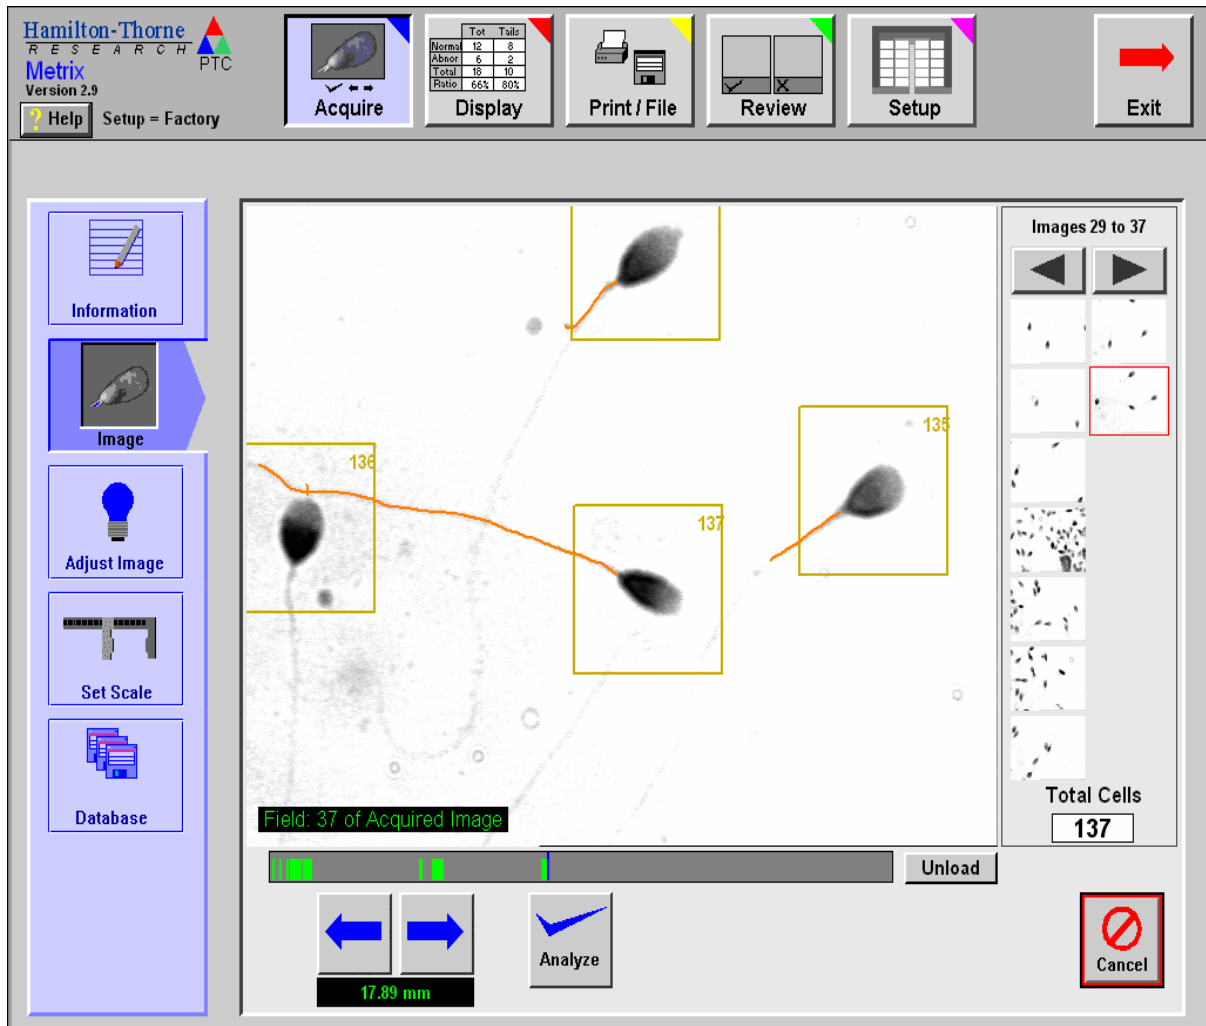 Hamilton-Thorne
RESEARCH
PTC
Metrix
Version 2.9
? Help
Setup = Factory
Acquire
Tot Tails
Normal 12 8
Abnor 6 2
Total 18 10
Ratio 66% 80%
Display
Print / File
Review
Setup
Exit
Information
Image
Adjust Image
Set Scale
Database
136
135
137
Field: 37 of Acquired Image
Images 29 to 37
Total Cells
137
Unload
17.89 mm
Analyze
Cancel